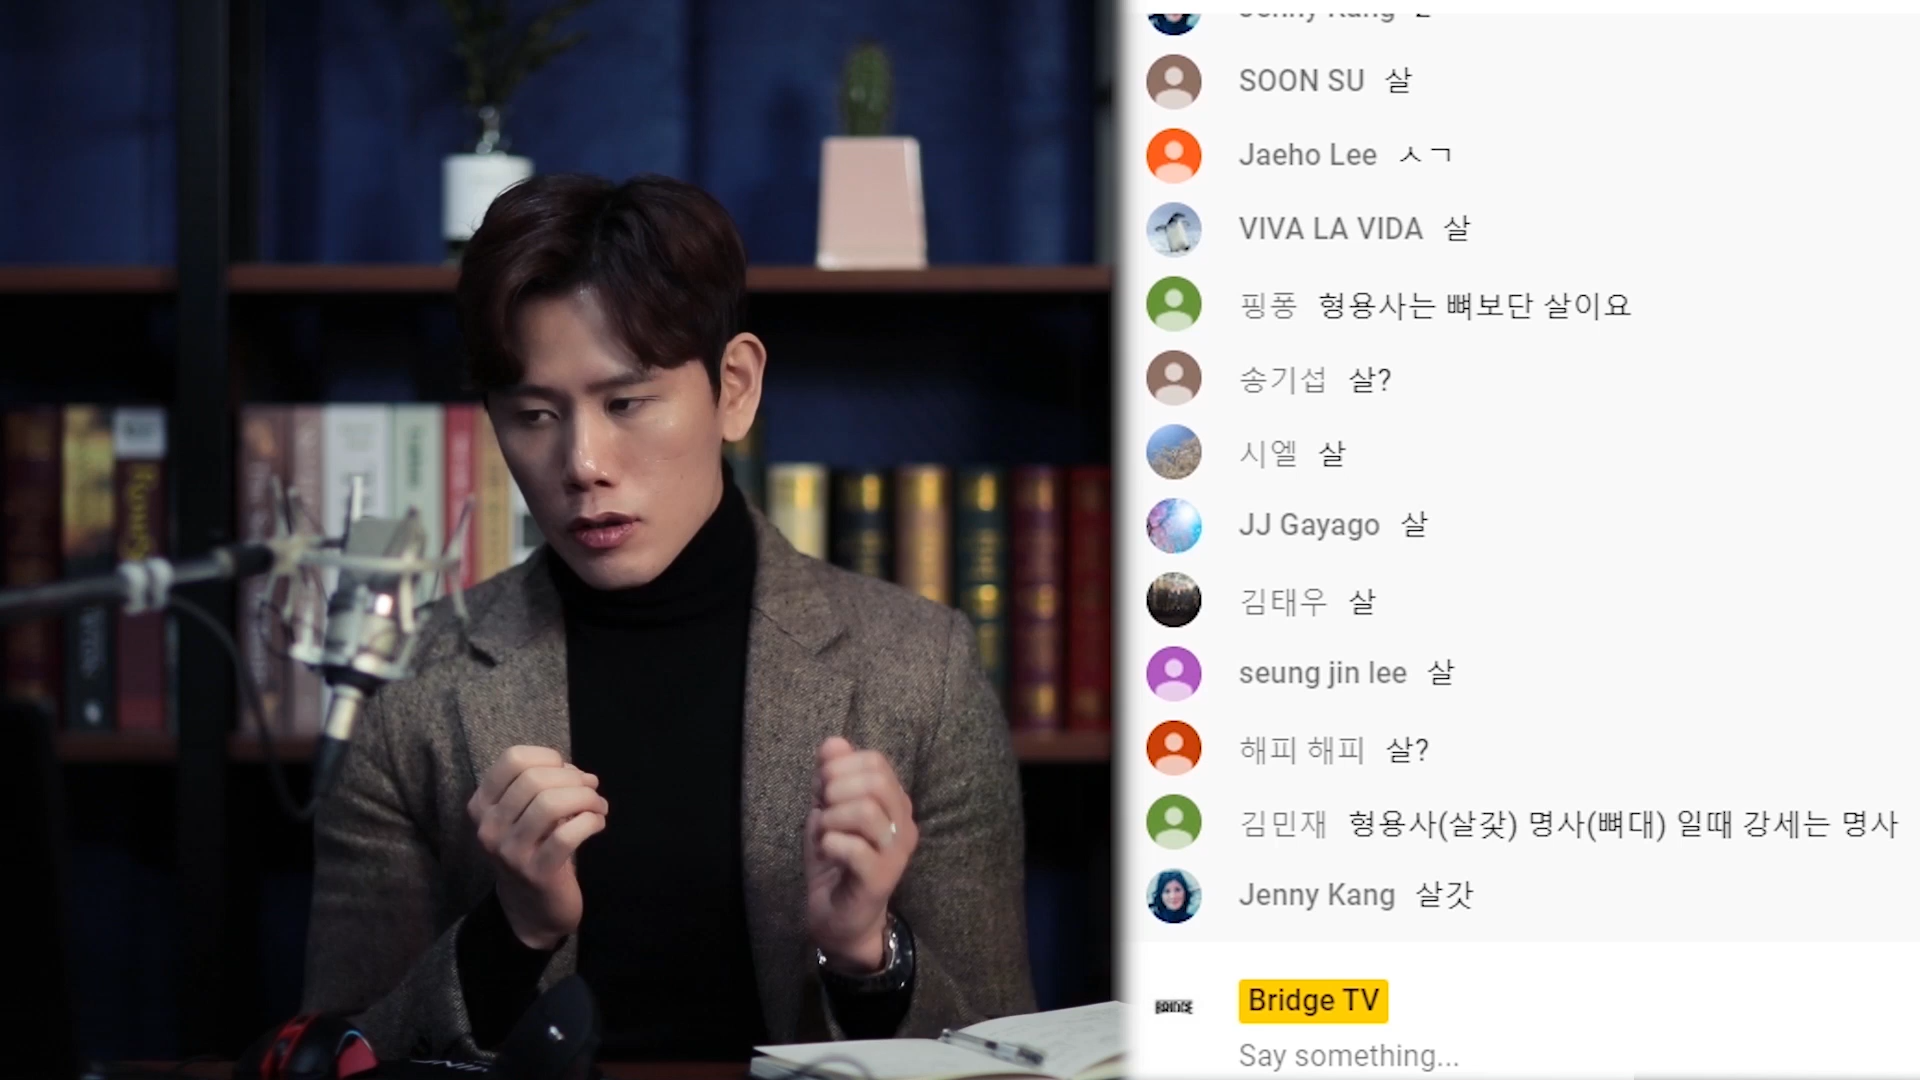 SOON SU 살
Jaeho Lee ㅅㄱ
VIVA LA VIDA 살
핑퐁 형용사는 뼈보단 살이요
송기섭 살?
시엘 살
JJ Gayago 살
김태우 살
seung jin lee 살
해피 해피 살?
김민재 형용사(살갗) 명사(뼈대) 일때 강세는 명사
Jenny Kang 살갓
BRIDGE
Bridge TV
Say something...